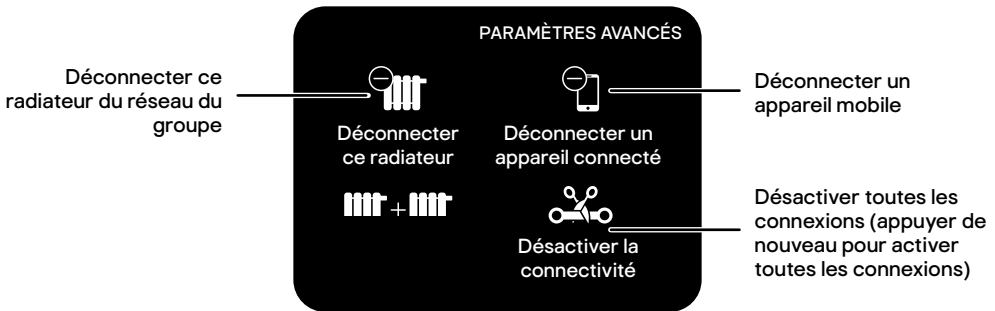 PARAMÈTRES AVANCÉS
Déconnecter ce
radiateur du réseau du
groupe
Déconnecter
ce radiateur
Déconnecter un
appareil connecté
Déconnecter un
appareil mobile
Désactiver la
connectivité
Désactiver toutes les
connexions (appuyer de
nouveau pour activer
toutes les connexions)